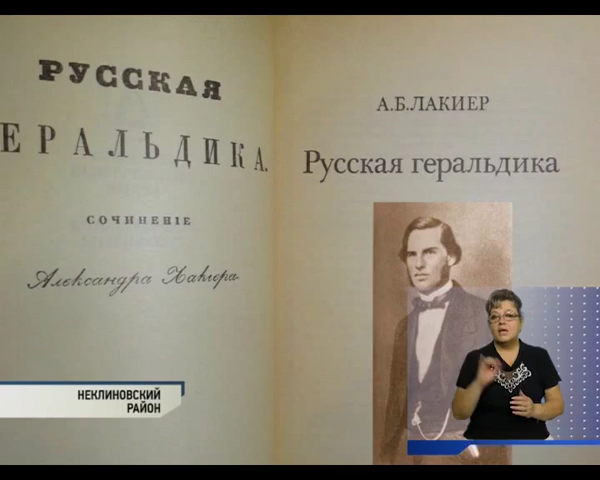 РУССКАЯ
ЕРАЛЬДИКА.
СОЧИНЕНІЕ
Александра Лакіера.
А.Б.ЛАКИЕР
Русская геральдика
НЕКЛИНОВСКИЙ
РАЙОН